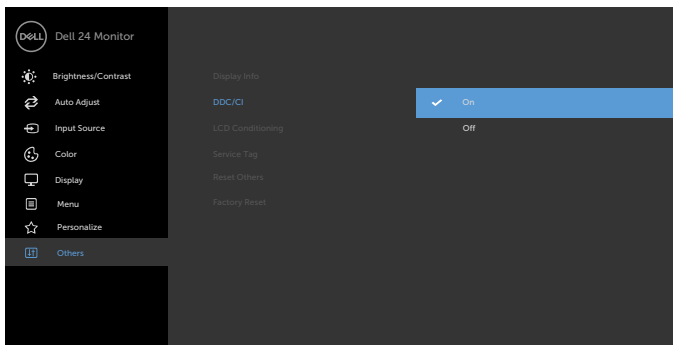 DELL Dell 24 Monitor
Brightness/Contrast
Auto Adjust
Input Source
Color
Display
Menu
Personalize
Others
Display Info
DDC/CI
LCD Conditioning
Service Tag
Reset Others
Factory Reset
On
Off